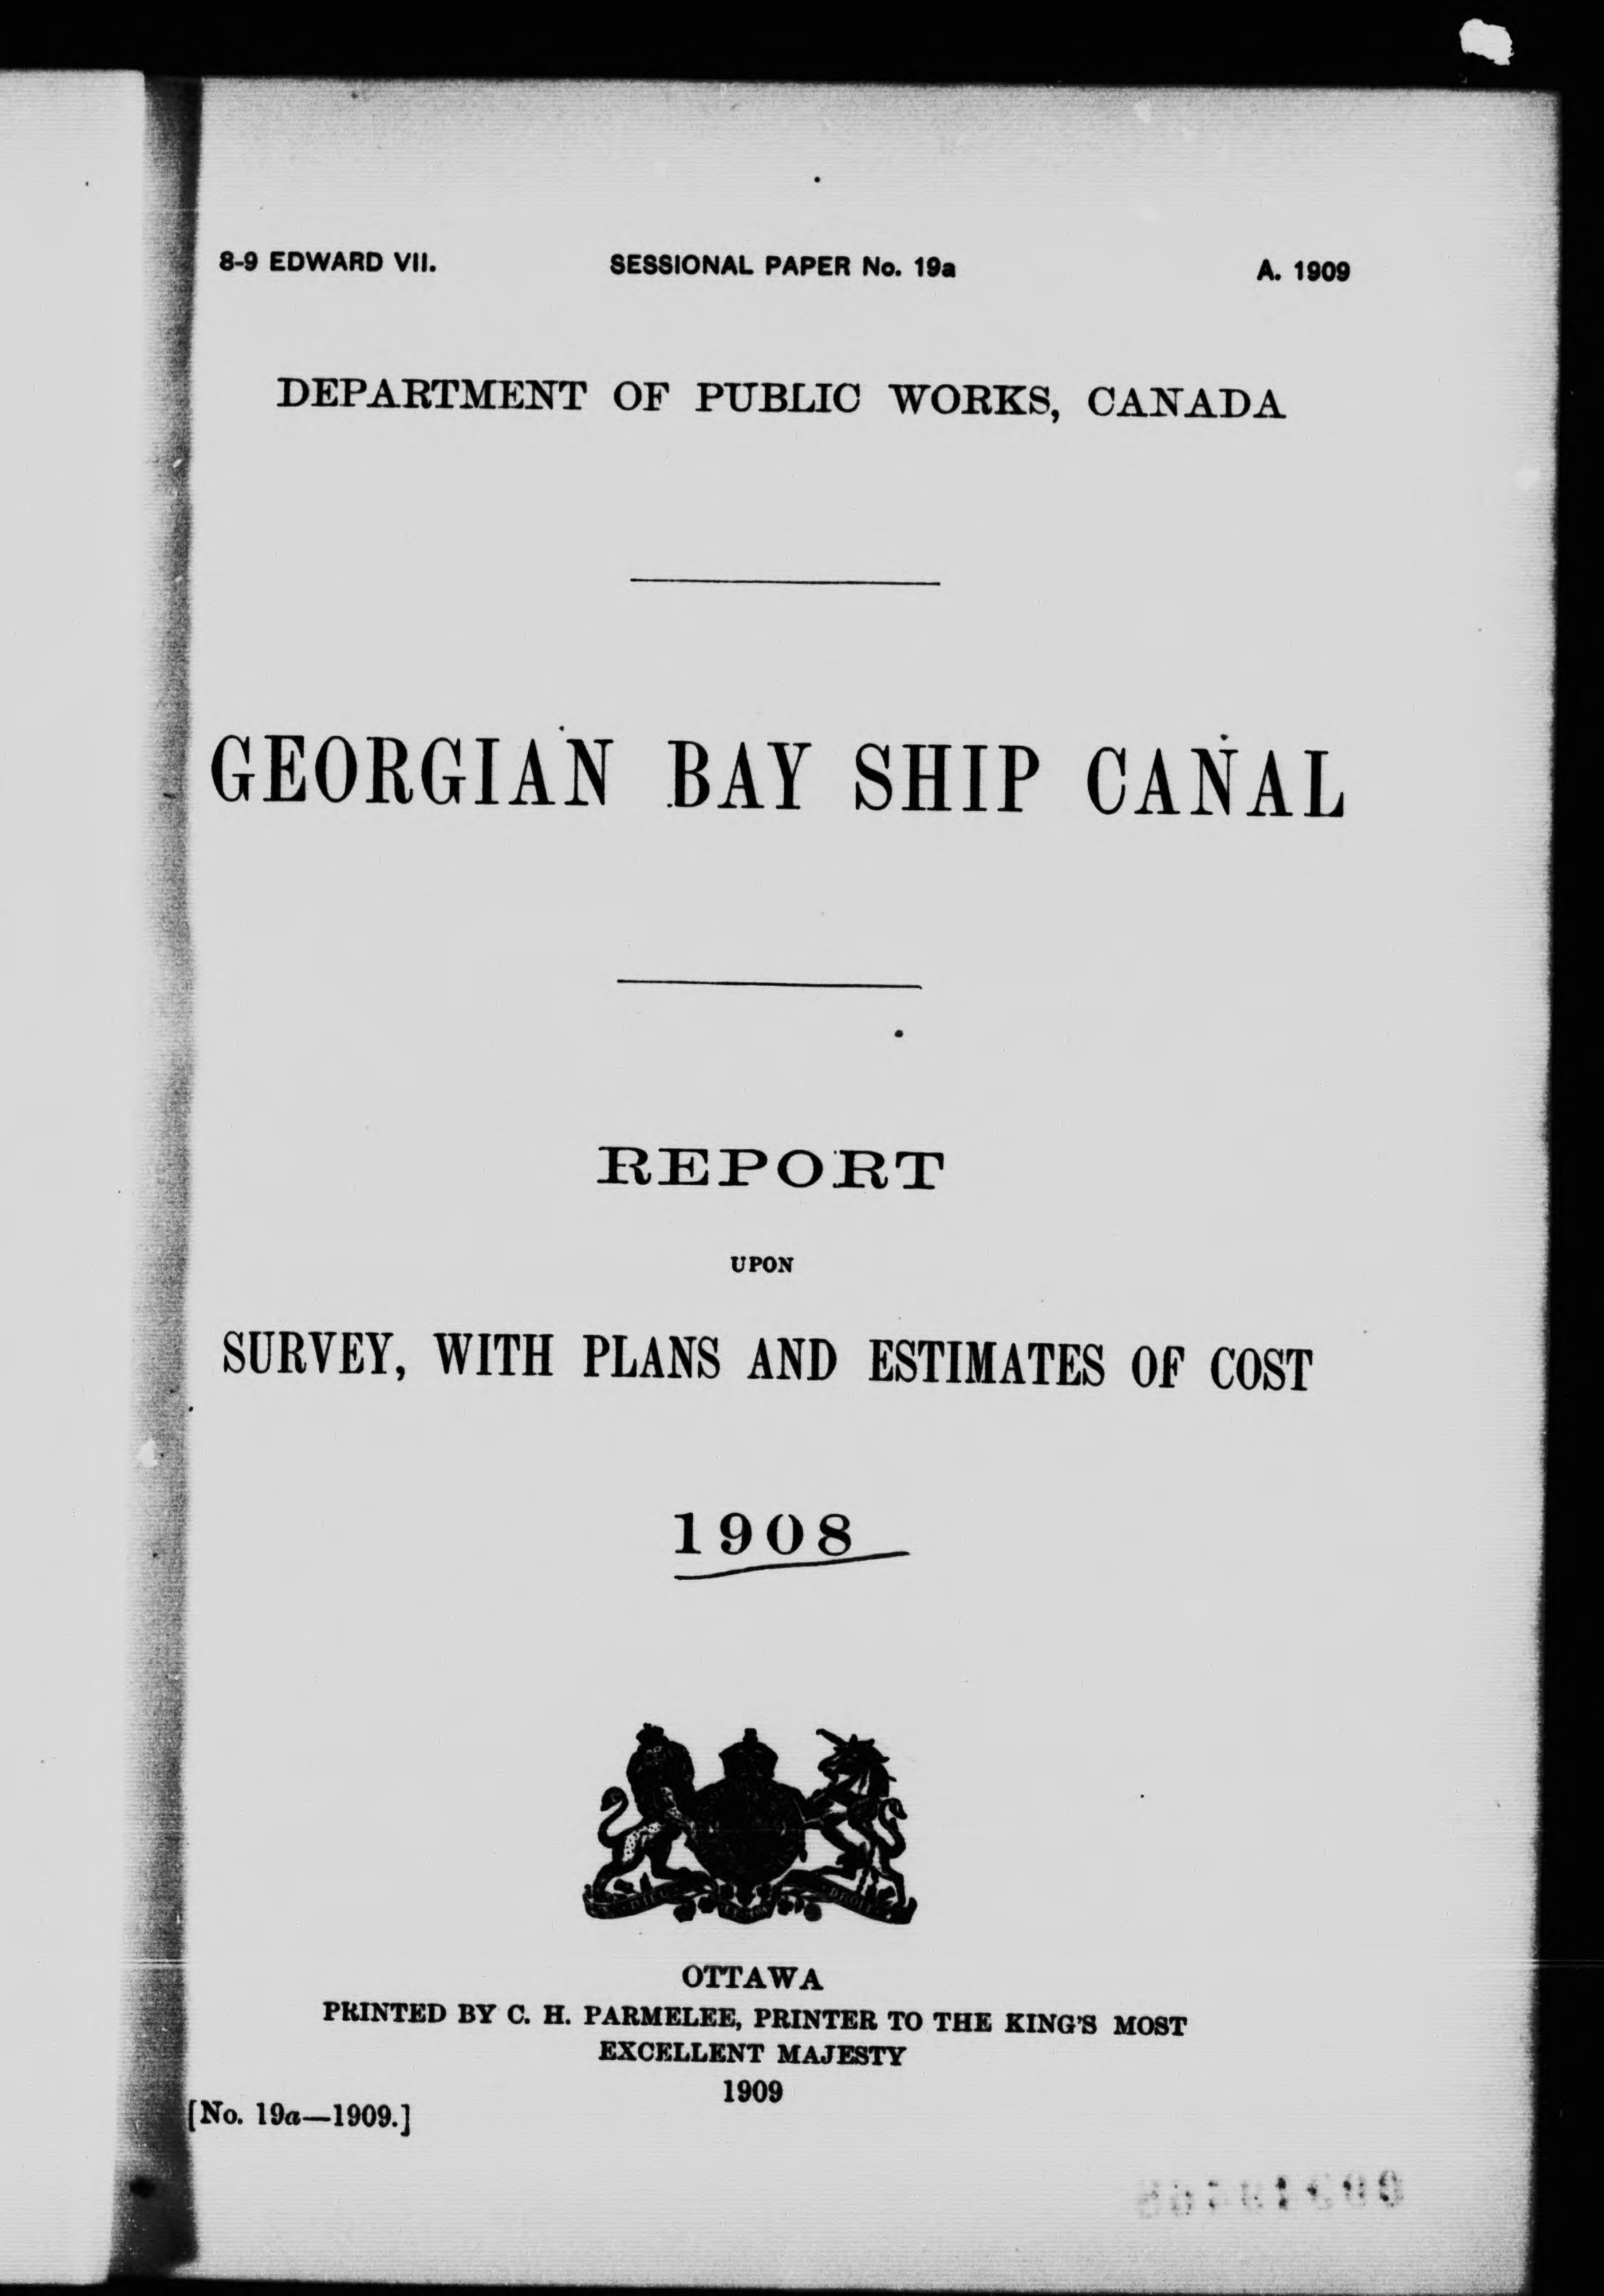 8-9 EDWARD VII. SESSIONAL PAPER No. 19a A. 1909
DEPARTMENT OF PUBLIC WORKS, CANADA
GEORGIAN BAY SHIP CANAL
REPORT
UPON
SURVEY, WITH PLANS AND ESTIMATES OF COST
1908
OTTAWA
PRINTED BY C. H. PARMELEE, PRINTER TO THE KING'S MOST
EXCELLENT MAJESTY
1909
[No. 19a—1909.]